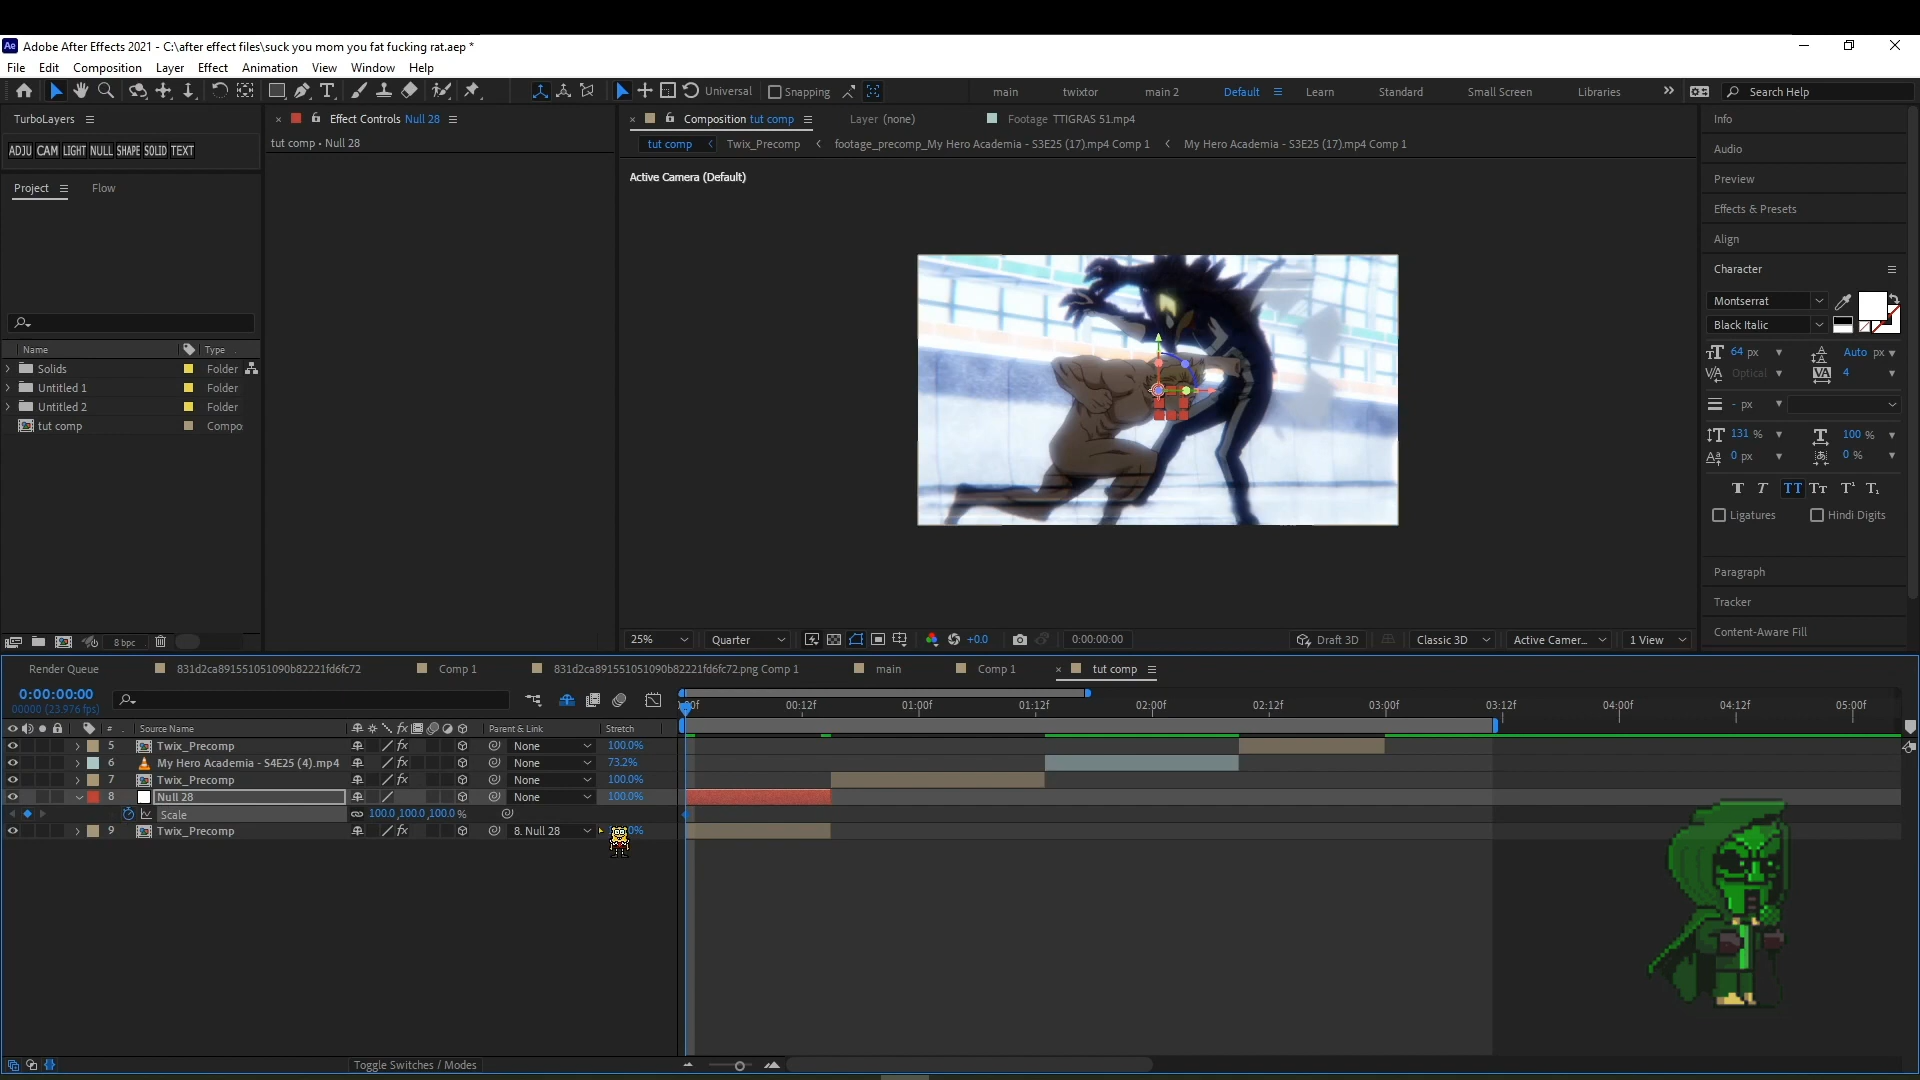 Ae Adobe After Effects 2021 - C:\after effect files\suck you mom you fat fucking rat.aep *
File Edit Composition Layer Effect Animation View Window Help
Universal Snapping main twixtor main 2 Default Learn Standard Small Screen Libraries Search Help
TurboLayers
ADJU CAM LIGHT NULL SHAPE SOLID TEXT
Project Flow
Name Type
Solids Folder
Untitled 1 Folder
Untitled 2 Folder
tut comp Compo
8 bpc
Effect Controls Null 28
tut comp • Null 28
Composition tut comp Layer (none) Footage TTIGRAS 51.mp4
tut comp Twix_Precomp footage_precomp_My Hero Academia - S3E25 (17).mp4 Comp 1 My Hero Academia - S3E25 (17).mp4 Comp 1
Active Camera (Default)
25% Quarter +0.0 0:00:00:00 Draft 3D Classic 3D Active Camer... 1 View
Info
Audio
Preview
Effects & Presets
Align
Character
Montserrat
Black Italic
64 px Auto px
Optical 4
- px
131 % 100 %
0 px 0 %
T T TT Tт T¹ T₁
Ligatures Hindi Digits
Paragraph
Tracker
Content-Aware Fill
Render Queue 831d2ca891551051090b82221fd6fc72 Comp 1 831d2ca891551051090b82221fd6fc72.png Comp 1 main Comp 1 tut comp
0:00:00:00
00000 (23.976 fps)
00f 00:12f 01:00f 01:12f 02:00f 02:12f 03:00f 03:12f 04:00f 04:12f 05:00f
# Source Name Parent & Link Stretch
5 Twix_Precomp None 100.0%
6 My Hero Academia - S4E25 (4).mp4 None 73.2%
7 Twix_Precomp None 100.0%
8 Null 28 None 100.0%
Scale 100.0,100.0,100.0 %
9 Twix_Precomp 8. Null 28
Toggle Switches / Modes